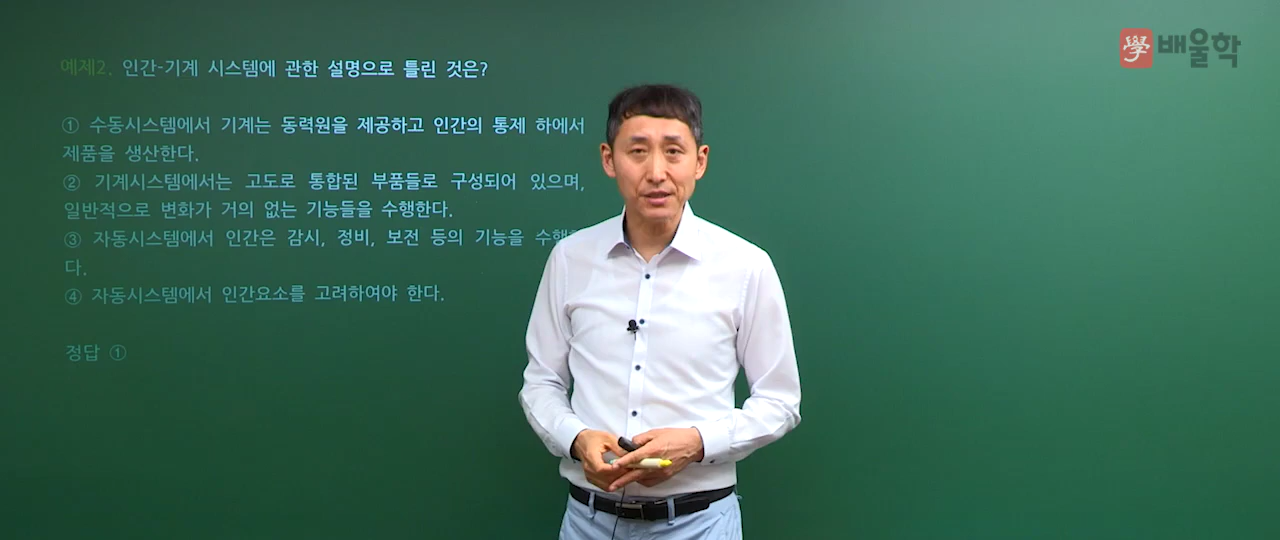 예제2. 인간-기계 시스템에 관한 설명으로 틀린 것은?
學 배울학
① 수동시스템에서 기계는 동력원을 제공하고 인간의 통제 하에서
제품을 생산한다.
② 기계시스템에서는 고도로 통합된 부품들로 구성되어 있으며,
일반적으로 변화가 거의 없는 기능들을 수행한다.
③ 자동시스템에서 인간은 감시, 정비, 보전 등의 기능을
다.
④ 자동시스템에서 인간요소를 고려하여야 한다.
정답 ①